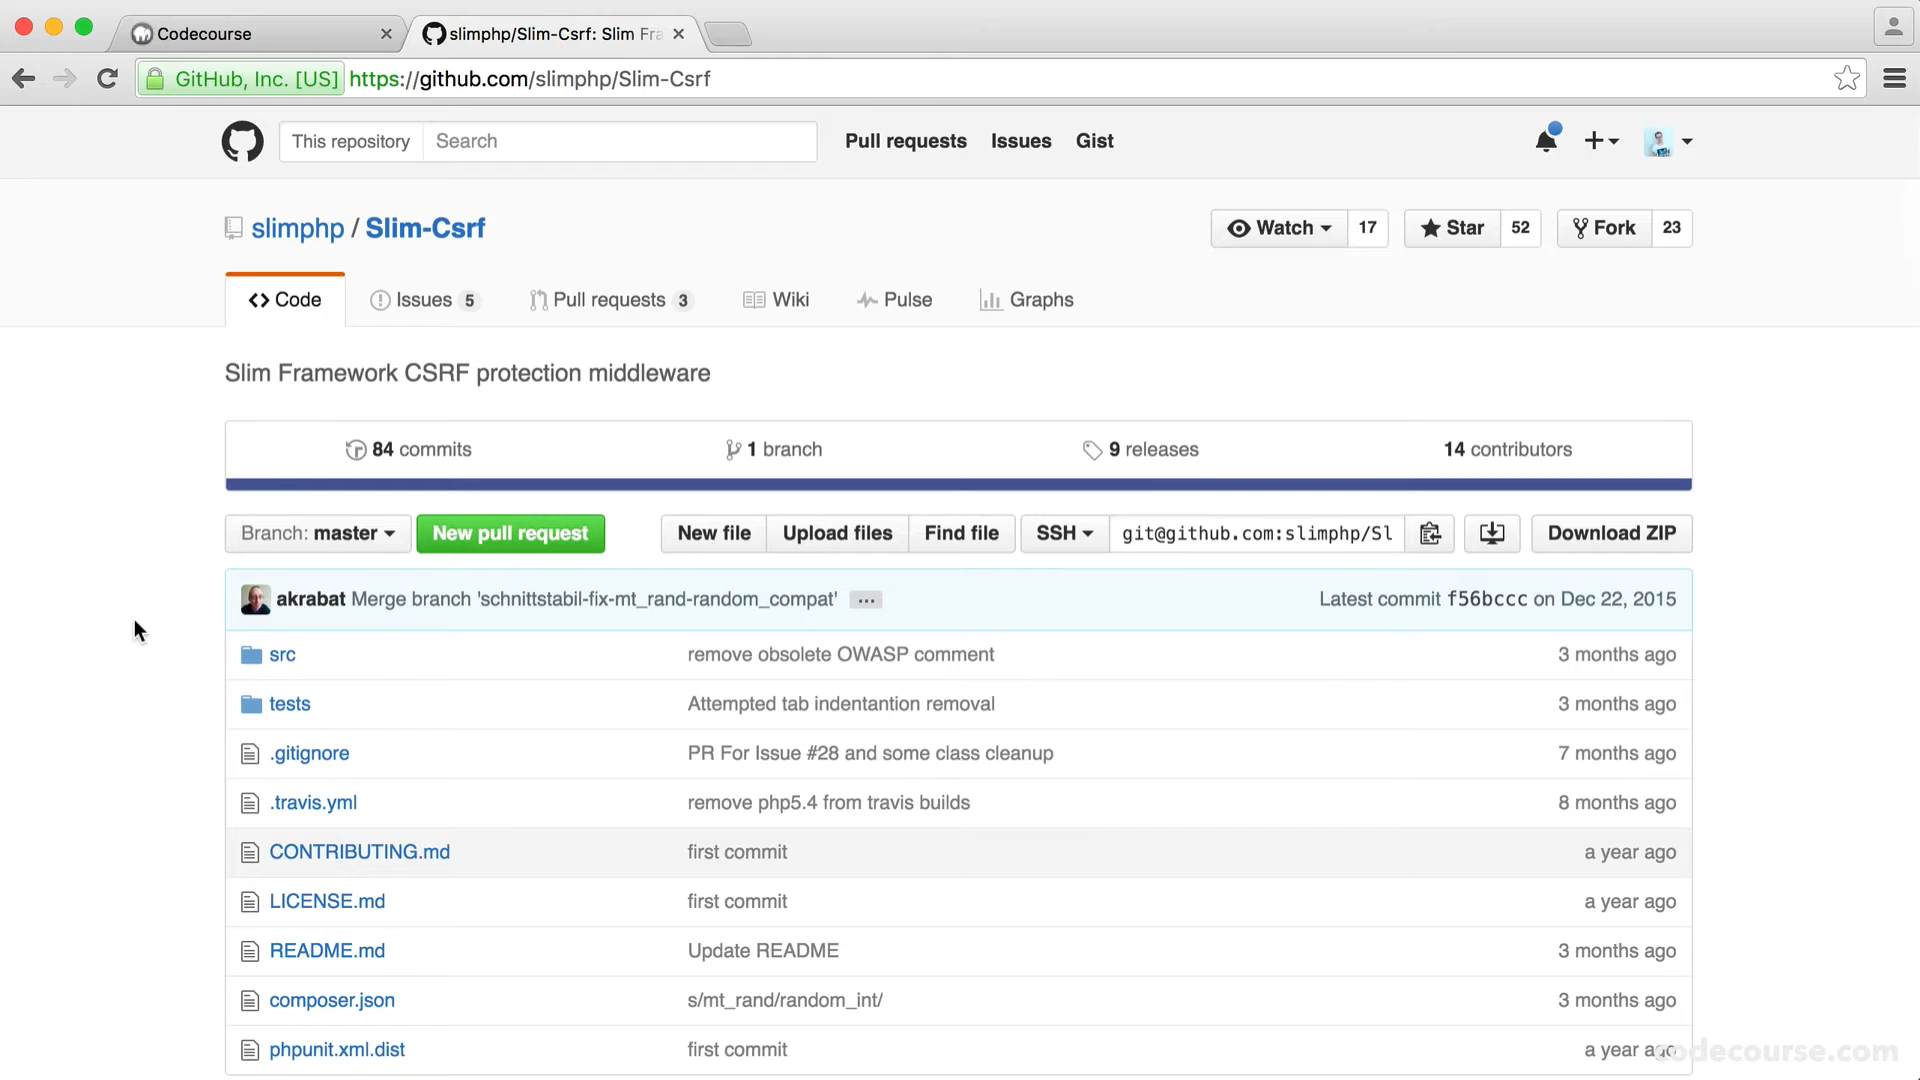 Codecourse
slimphp/Slim-Csrf: Slim Fra
GitHub, Inc. [US] https://github.com/slimphp/Slim-Csrf
This repository Search Pull requests Issues Gist
slimphp / Slim-Csrf Watch 17 Star 52 Fork 23
Code Issues 5 Pull requests 3 Wiki Pulse Graphs
Slim Framework CSRF protection middleware
84 commits 1 branch 9 releases 14 contributors
Branch: master New pull request New file Upload files Find file SSH git@github.com:slimphp/Sl Download ZIP
akrabat Merge branch 'schnittstabil-fix-mt_rand-random_compat' ... Latest commit f56bccc on Dec 22, 2015
src remove obsolete OWASP comment 3 months ago
tests Attempted tab indentantion removal 3 months ago
.gitignore PR For Issue #28 and some class cleanup 7 months ago
.travis.yml remove php5.4 from travis builds 8 months ago
CONTRIBUTING.md first commit a year ago
LICENSE.md first commit a year ago
README.md Update README 3 months ago
composer.json s/mt_rand/random_int/ 3 months ago
phpunit.xml.dist first commit a year ago
codecourse.com